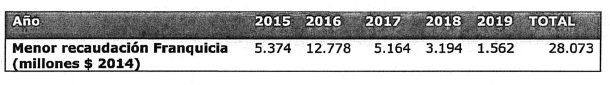 Año 2015 2016 2017 2018 2019 TOTAL
Menor recaudación Franquicia 5.374 12.778 5.164 3.194 1.562 28.073
(millones $ 2014)